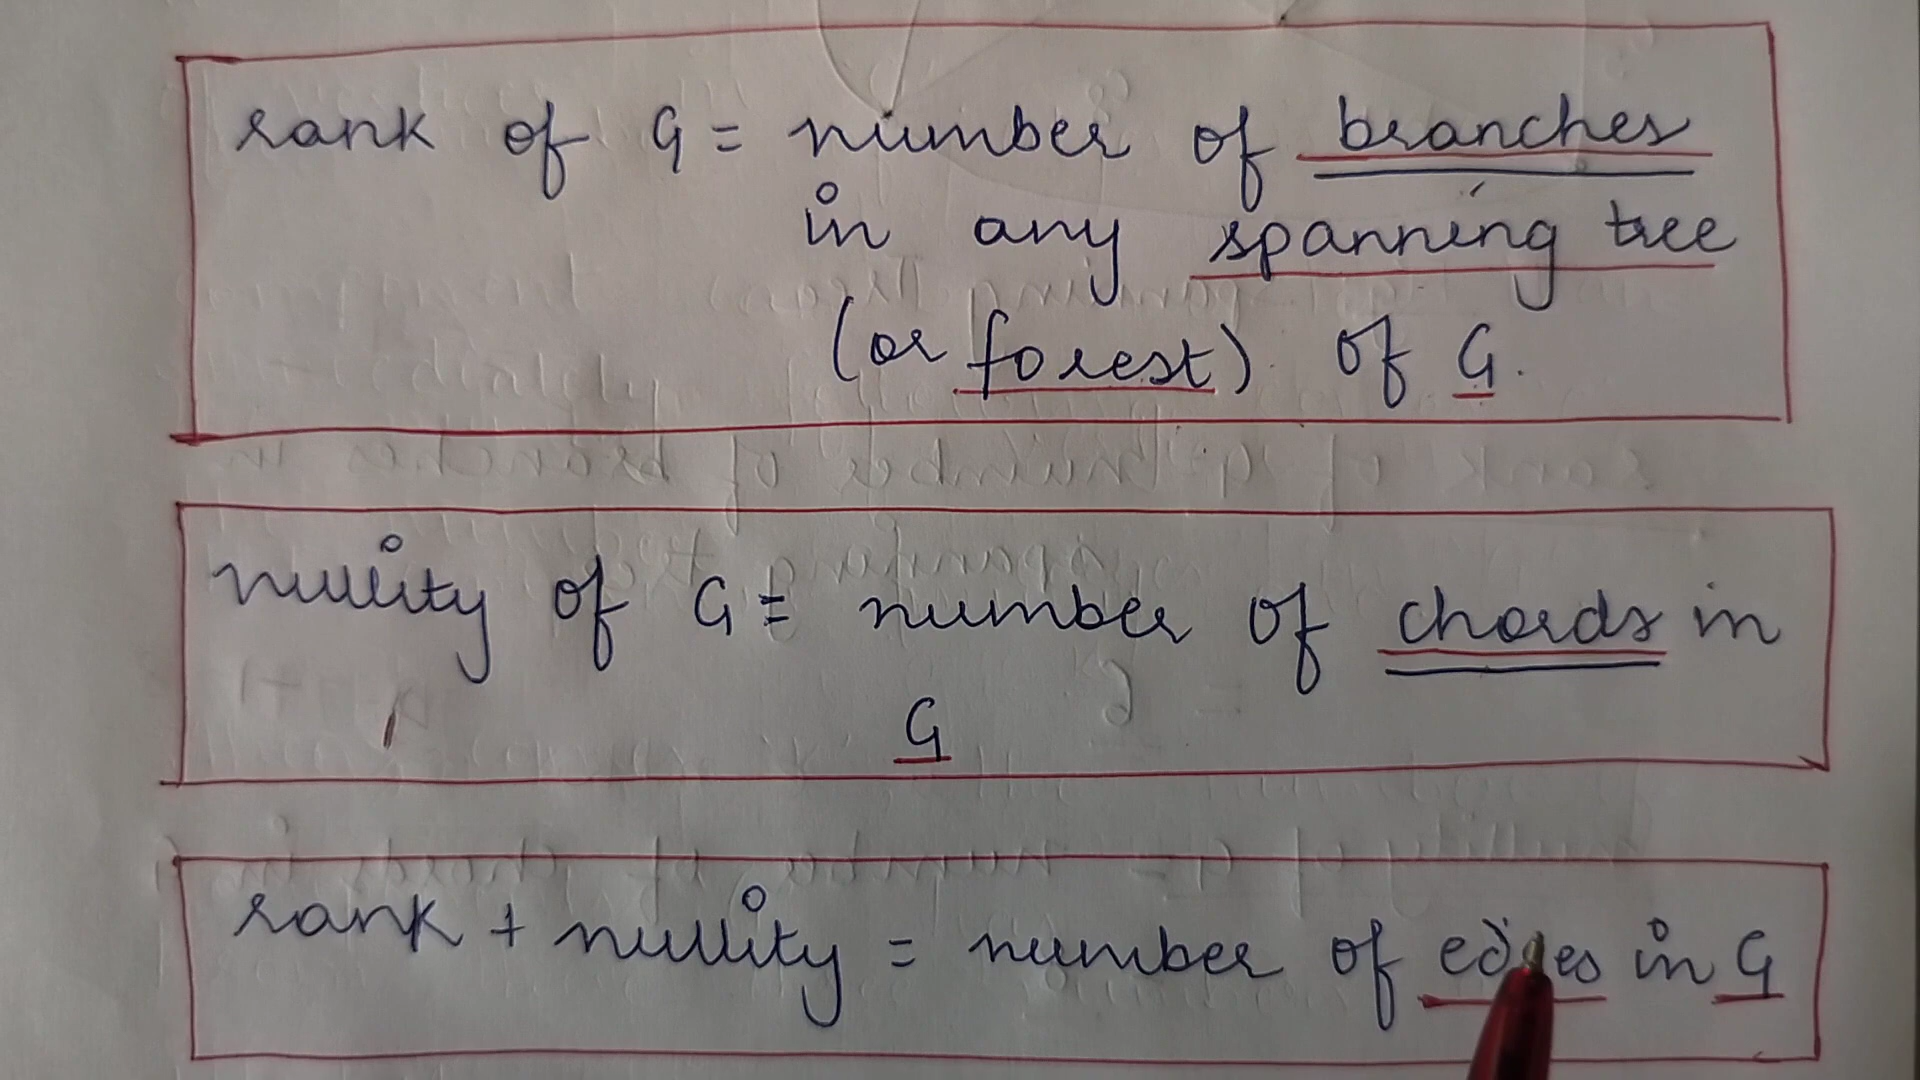 rank of G = number of branches
in any spanning tree
(or forest) of G.
nullity of G = number of chords in
G
rank + nullity = number of edges in G